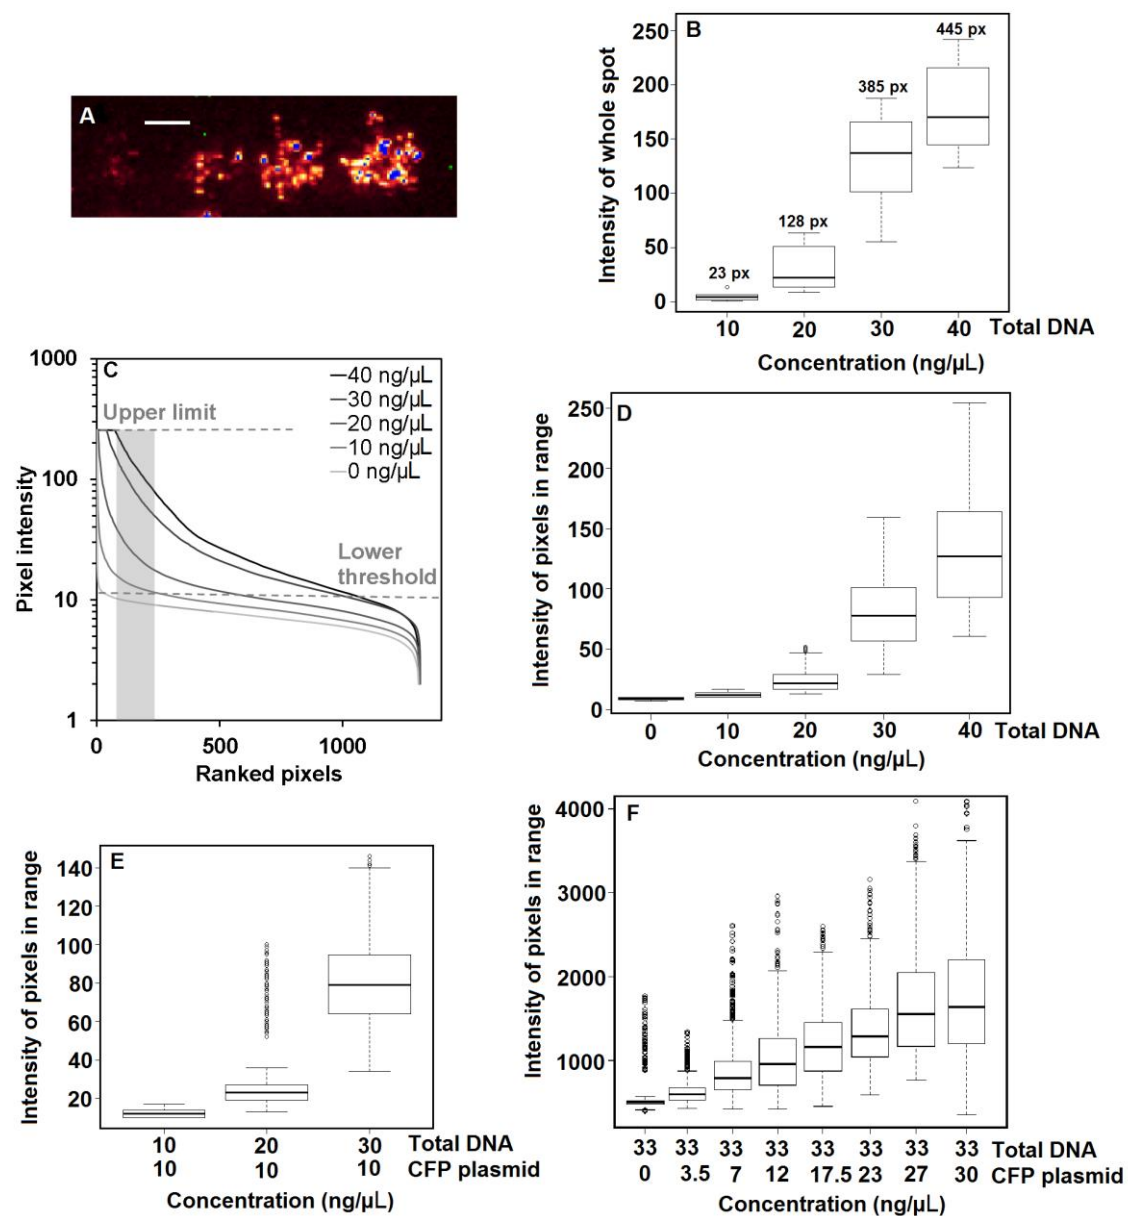 A
B
Intensity of whole spot
250
200
150
100
50
0
23 px
128 px
385 px
445 px
10 20 30 40 Total DNA
Concentration (ng/µL)
C
Pixel intensity
1000
100
10
1
Upper limit
40 ng/µL
30 ng/µL
20 ng/µL
10 ng/µL
0 ng/µL
Lower
threshold
0 500 1000
Ranked pixels
D
Intensity of pixels in range
250
200
150
100
50
0
0 10 20 30 40 Total DNA
Concentration (ng/µL)
E
Intensity of pixels in range
140
120
100
80
60
40
20
10 20 30 Total DNA
10 10 10 CFP plasmid
Concentration (ng/µL)
F
Intensity of pixels in range
4000
3000
2000
1000
33 33 33 33 33 33 33 33 Total DNA
0 3.5 7 12 17.5 23 27 30 CFP plasmid
Concentration (ng/µL)